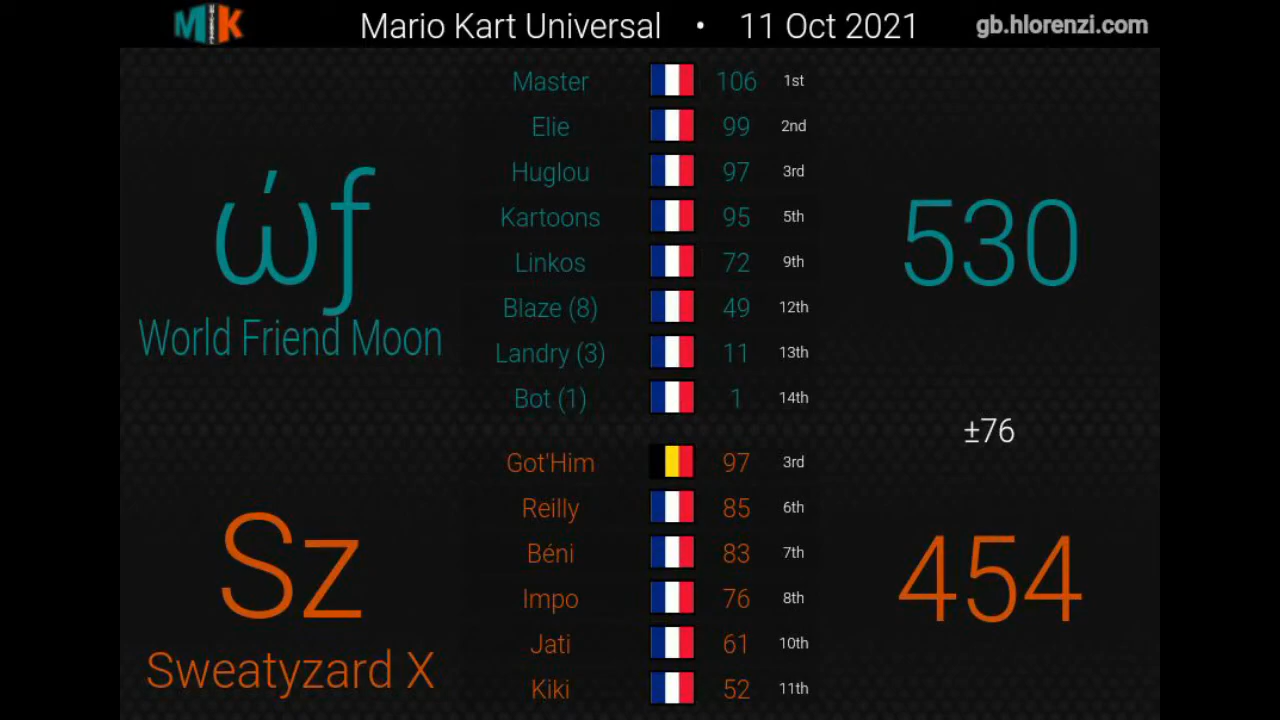 MK Mario Kart Universal • 11 Oct 2021 gb.hlorenzi.com
Master 106 1st
Elie 99 2nd
Huglou 97 3rd
Kartoons 95 5th
Linkos 72 9th
Blaze (8) 49 12th
Landry (3) 11 13th
Bot (1) 1 14th
ώƒ
World Friend Moon
530
±76
Got'Him 97 3rd
Reilly 85 6th
Béni 83 7th
Impo 76 8th
Jati 61 10th
Kiki 52 11th
Sz
Sweatyzard X
454